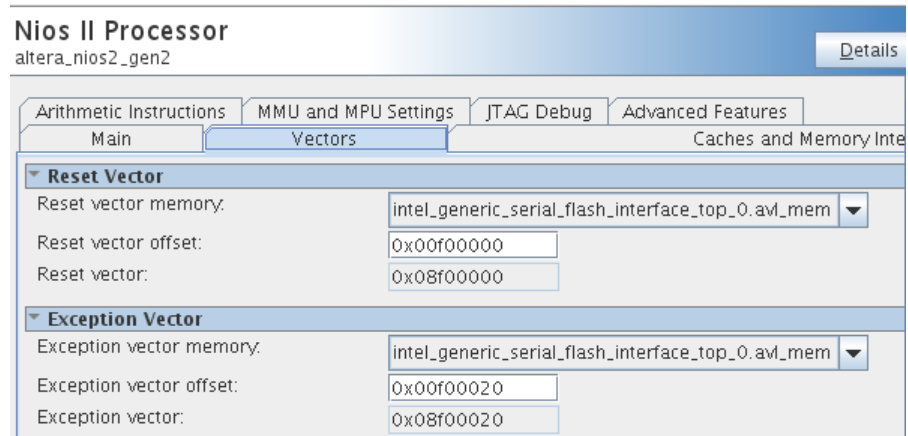 Nios II Processor
altera_nios2_gen2
Details
Arithmetic Instructions MMU and MPU Settings JTAG Debug Advanced Features
Main Vectors Caches and Memory Inte
Reset Vector
Reset vector memory: intel_generic_serial_flash_interface_top_0.avl_mem
Reset vector offset: 0x00f00000
Reset vector: 0x08f00000
Exception Vector
Exception vector memory: intel_generic_serial_flash_interface_top_0.avl_mem
Exception vector offset: 0x00f00020
Exception vector: 0x08f00020